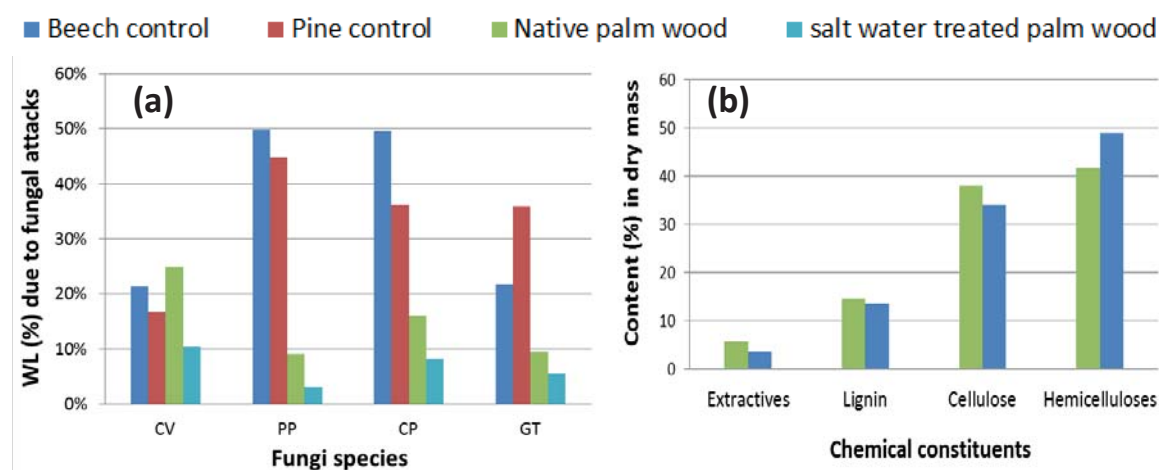 Beech control Pine control Native palm wood salt water treated palm wood
(a)
WL (%) due to fungal attacks
60%
50%
40%
30%
20%
10%
0%
CV PP CP GT
Fungi species
(b)
Content (%) in dry mass
60
50
40
30
20
10
0
Extractives Lignin Cellulose Hemicelluloses
Chemical constituents